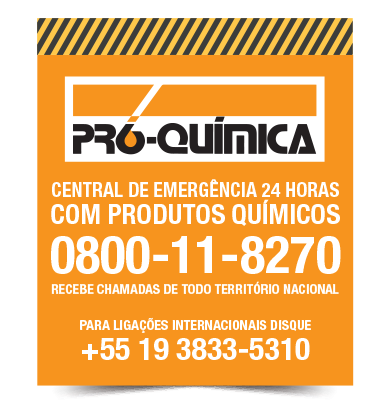 PRÓ-QUÍMICA
CENTRAL DE EMERGÊNCIA 24 HORAS
COM PRODUTOS QUÍMICOS
0800-11-8270
RECEBE CHAMADAS DE TODO TERRITÓRIO NACIONAL
PARA LIGAÇÕES INTERNACIONAIS DISQUE
+55 19 3833-5310